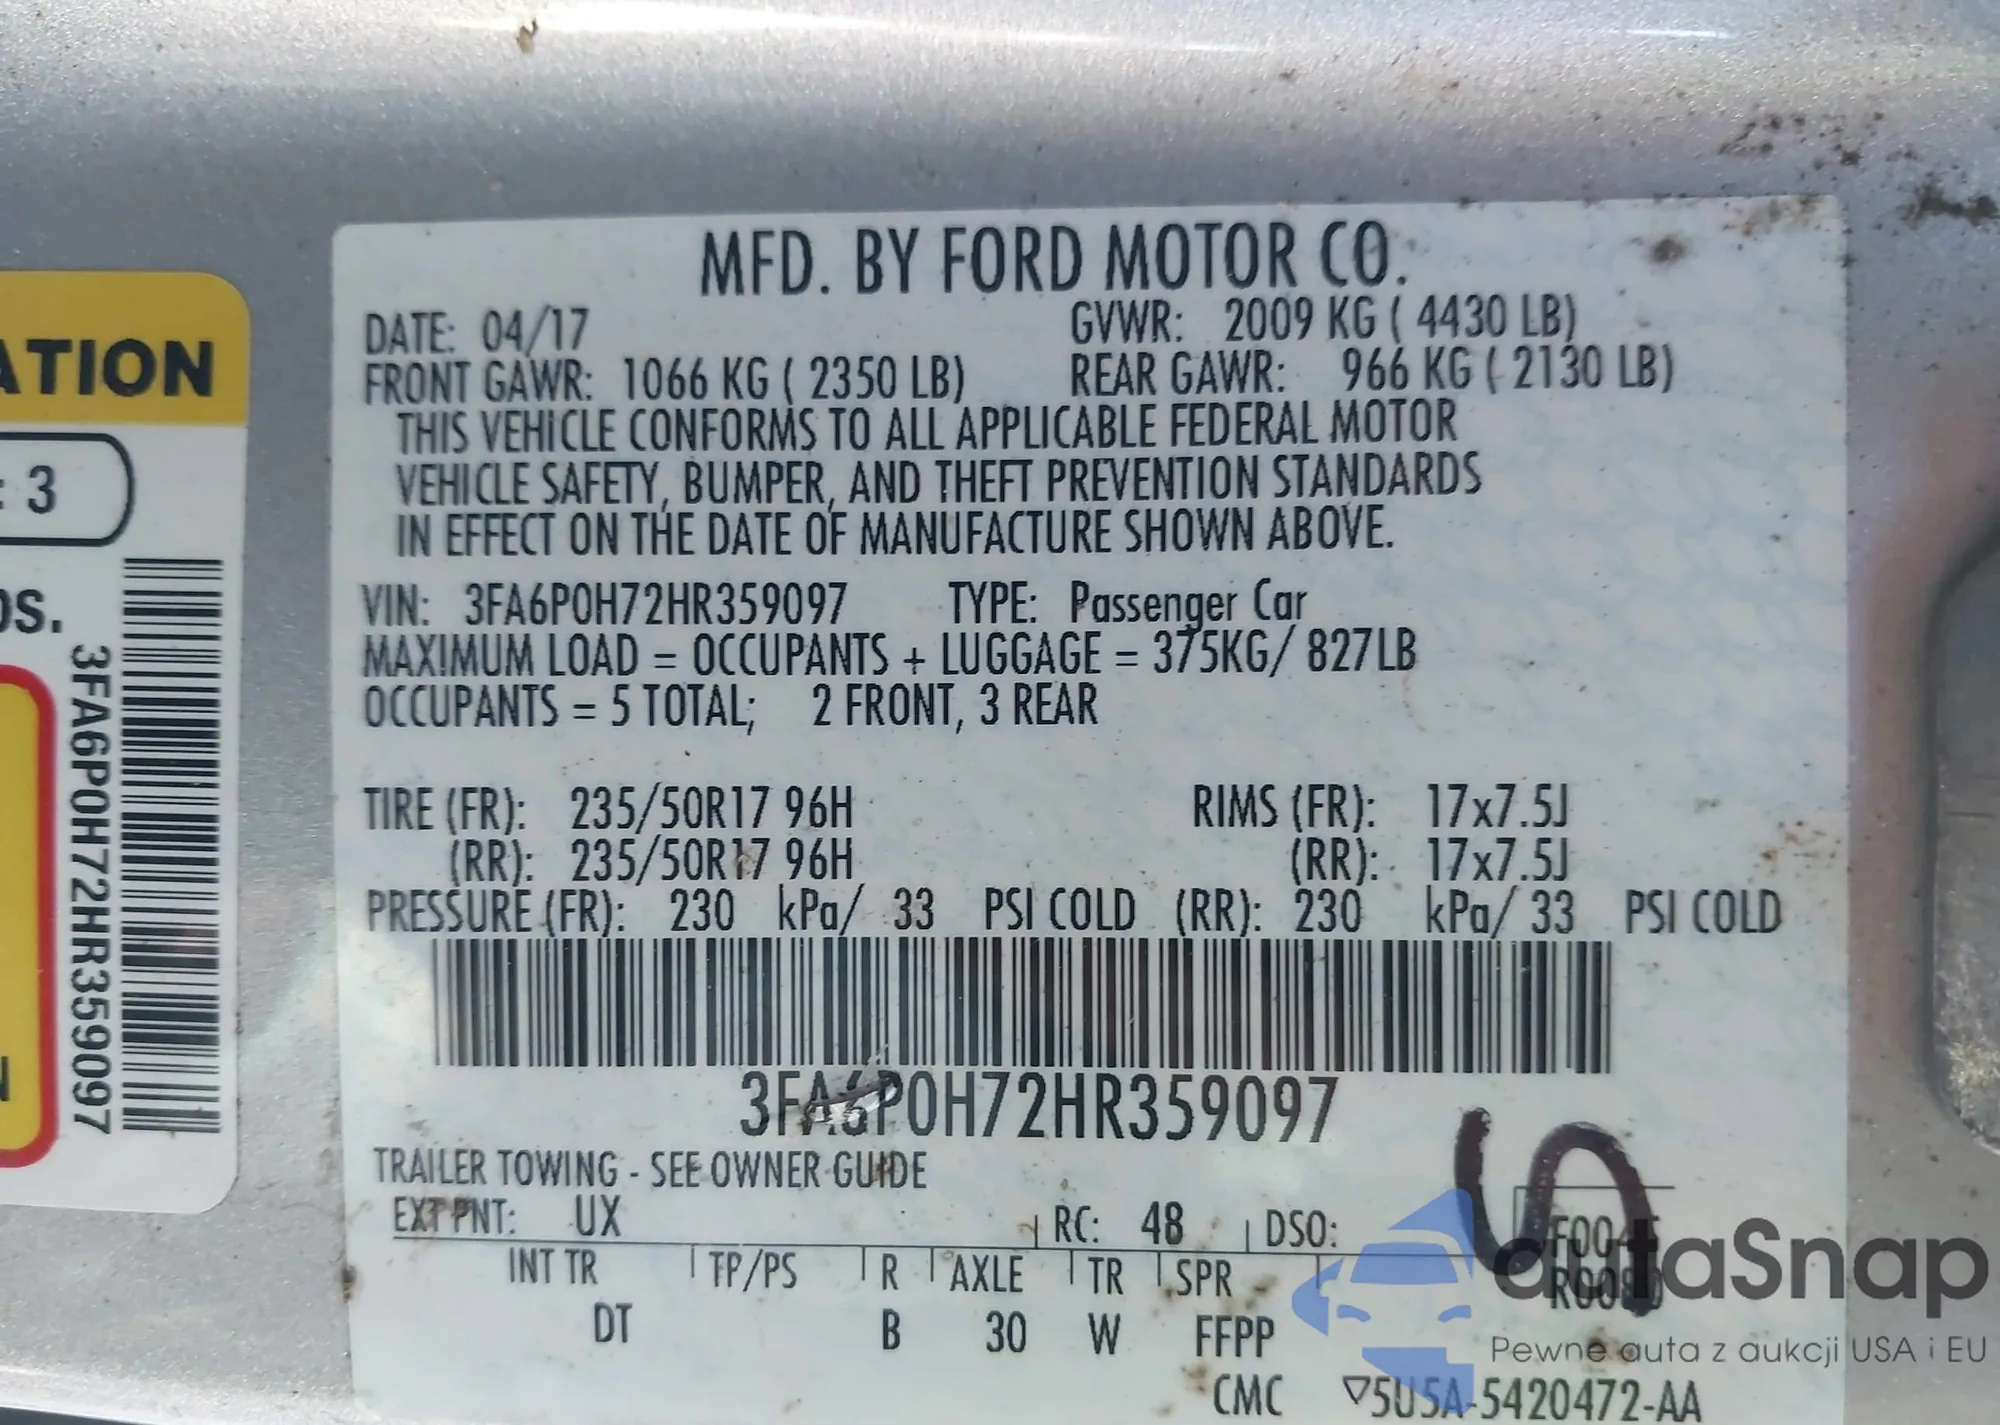 ATION
: 3
OS.
3FA6P0H72HR359097
N
MFD. BY FORD MOTOR CO.
DATE: 04/17 GVWR: 2009 KG ( 4430 LB)
FRONT GAWR: 1066 KG ( 2350 LB) REAR GAWR: 966 KG ( 2130 LB)
THIS VEHICLE CONFORMS TO ALL APPLICABLE FEDERAL MOTOR
VEHICLE SAFETY, BUMPER, AND THEFT PREVENTION STANDARDS
IN EFFECT ON THE DATE OF MANUFACTURE SHOWN ABOVE.
VIN: 3FA6P0H72HR359097 TYPE: Passenger Car
MAXIMUM LOAD = OCCUPANTS + LUGGAGE = 375KG/ 827LB
OCCUPANTS = 5 TOTAL; 2 FRONT, 3 REAR
TIRE (FR): 235/50R17 96H RIMS (FR): 17x7.5J
(RR): 235/50R17 96H (RR): 17x7.5J
PRESSURE (FR): 230 kPa/ 33 PSI COLD (RR): 230 kPa/ 33 PSI COLD
3FA6P0H72HR359097
TRAILER TOWING - SEE OWNER GUIDE
EXT PNT: UX RC: 48 DSO:
INT TR TP/PS R AXLE TR SPR
DT B 30 W FFPP
CMC ▽5U5A-5420472-AA
autaSnap
Pewne auta z aukcji USA i EU